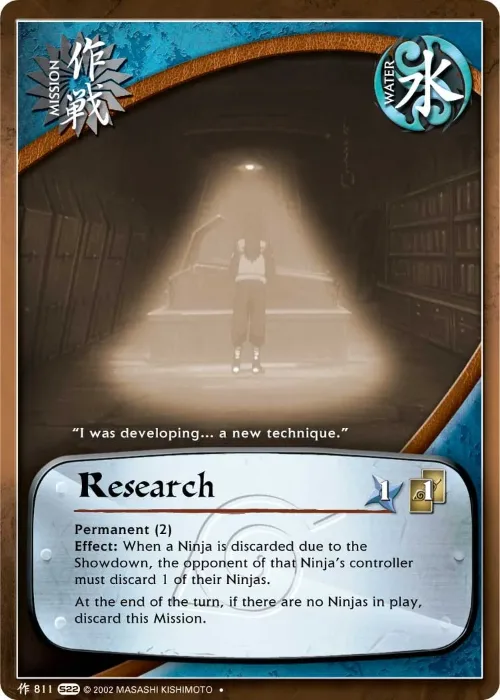 MISSION
作戦
WATER
水
"I was developing... a new technique."
Research
1
1
Permanent (2)
Effect: When a Ninja is discarded due to the
Showdown, the opponent of that Ninja's controller
must discard 1 of their Ninjas.
At the end of the turn, if there are no Ninjas in play,
discard this Mission.
作 811 S22 © 2002 MASASHI KISHIMOTO •